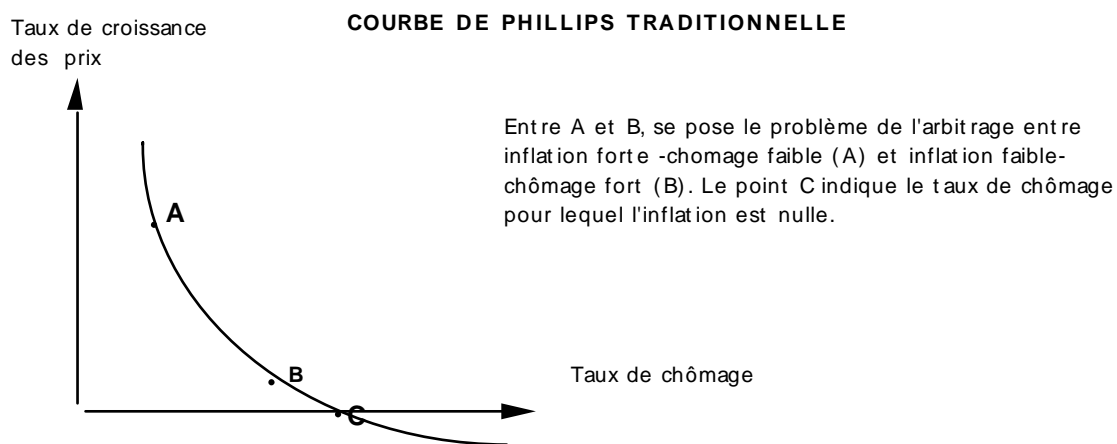 Taux de croissance
des prix
COURBE DE PHILLIPS TRADITIONNELLE
Entre A et B, se pose le problème de l'arbitrage entre
inflation forte -chomage faible (A) et inflation faible-
chômage fort (B). Le point C indique le taux de chômage
pour lequel l'inflation est nulle.
A
B
Taux de chômage
C